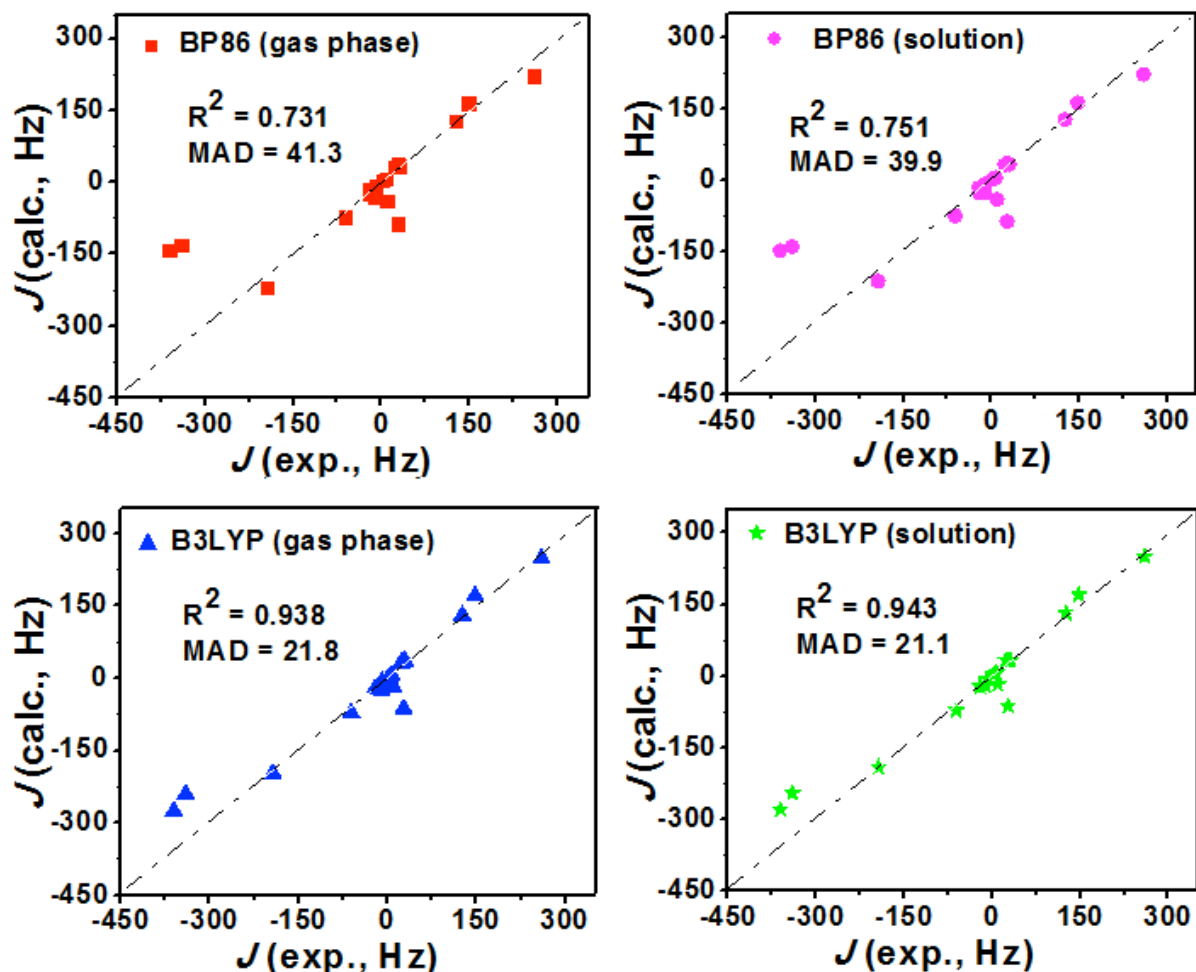 BP86 (gas phase)
R² = 0.731
MAD = 41.3
300
150
0
-150
-300
-450
J (calc., Hz)
-450 -300 -150 0 150 300
J (exp., Hz)
BP86 (solution)
R² = 0.751
MAD = 39.9
300
150
0
-150
-300
-450
J (calc., Hz)
-450 -300 -150 0 150 300
J (exp., Hz)
B3LYP (gas phase)
R² = 0.938
MAD = 21.8
300
150
0
-150
-300
-450
J (calc., Hz)
-450 -300 -150 0 150 300
J (exp., Hz)
B3LYP (solution)
R² = 0.943
MAD = 21.1
300
150
0
-150
-300
-450
J (calc., Hz)
-450 -300 -150 0 150 300
J (exp., Hz)